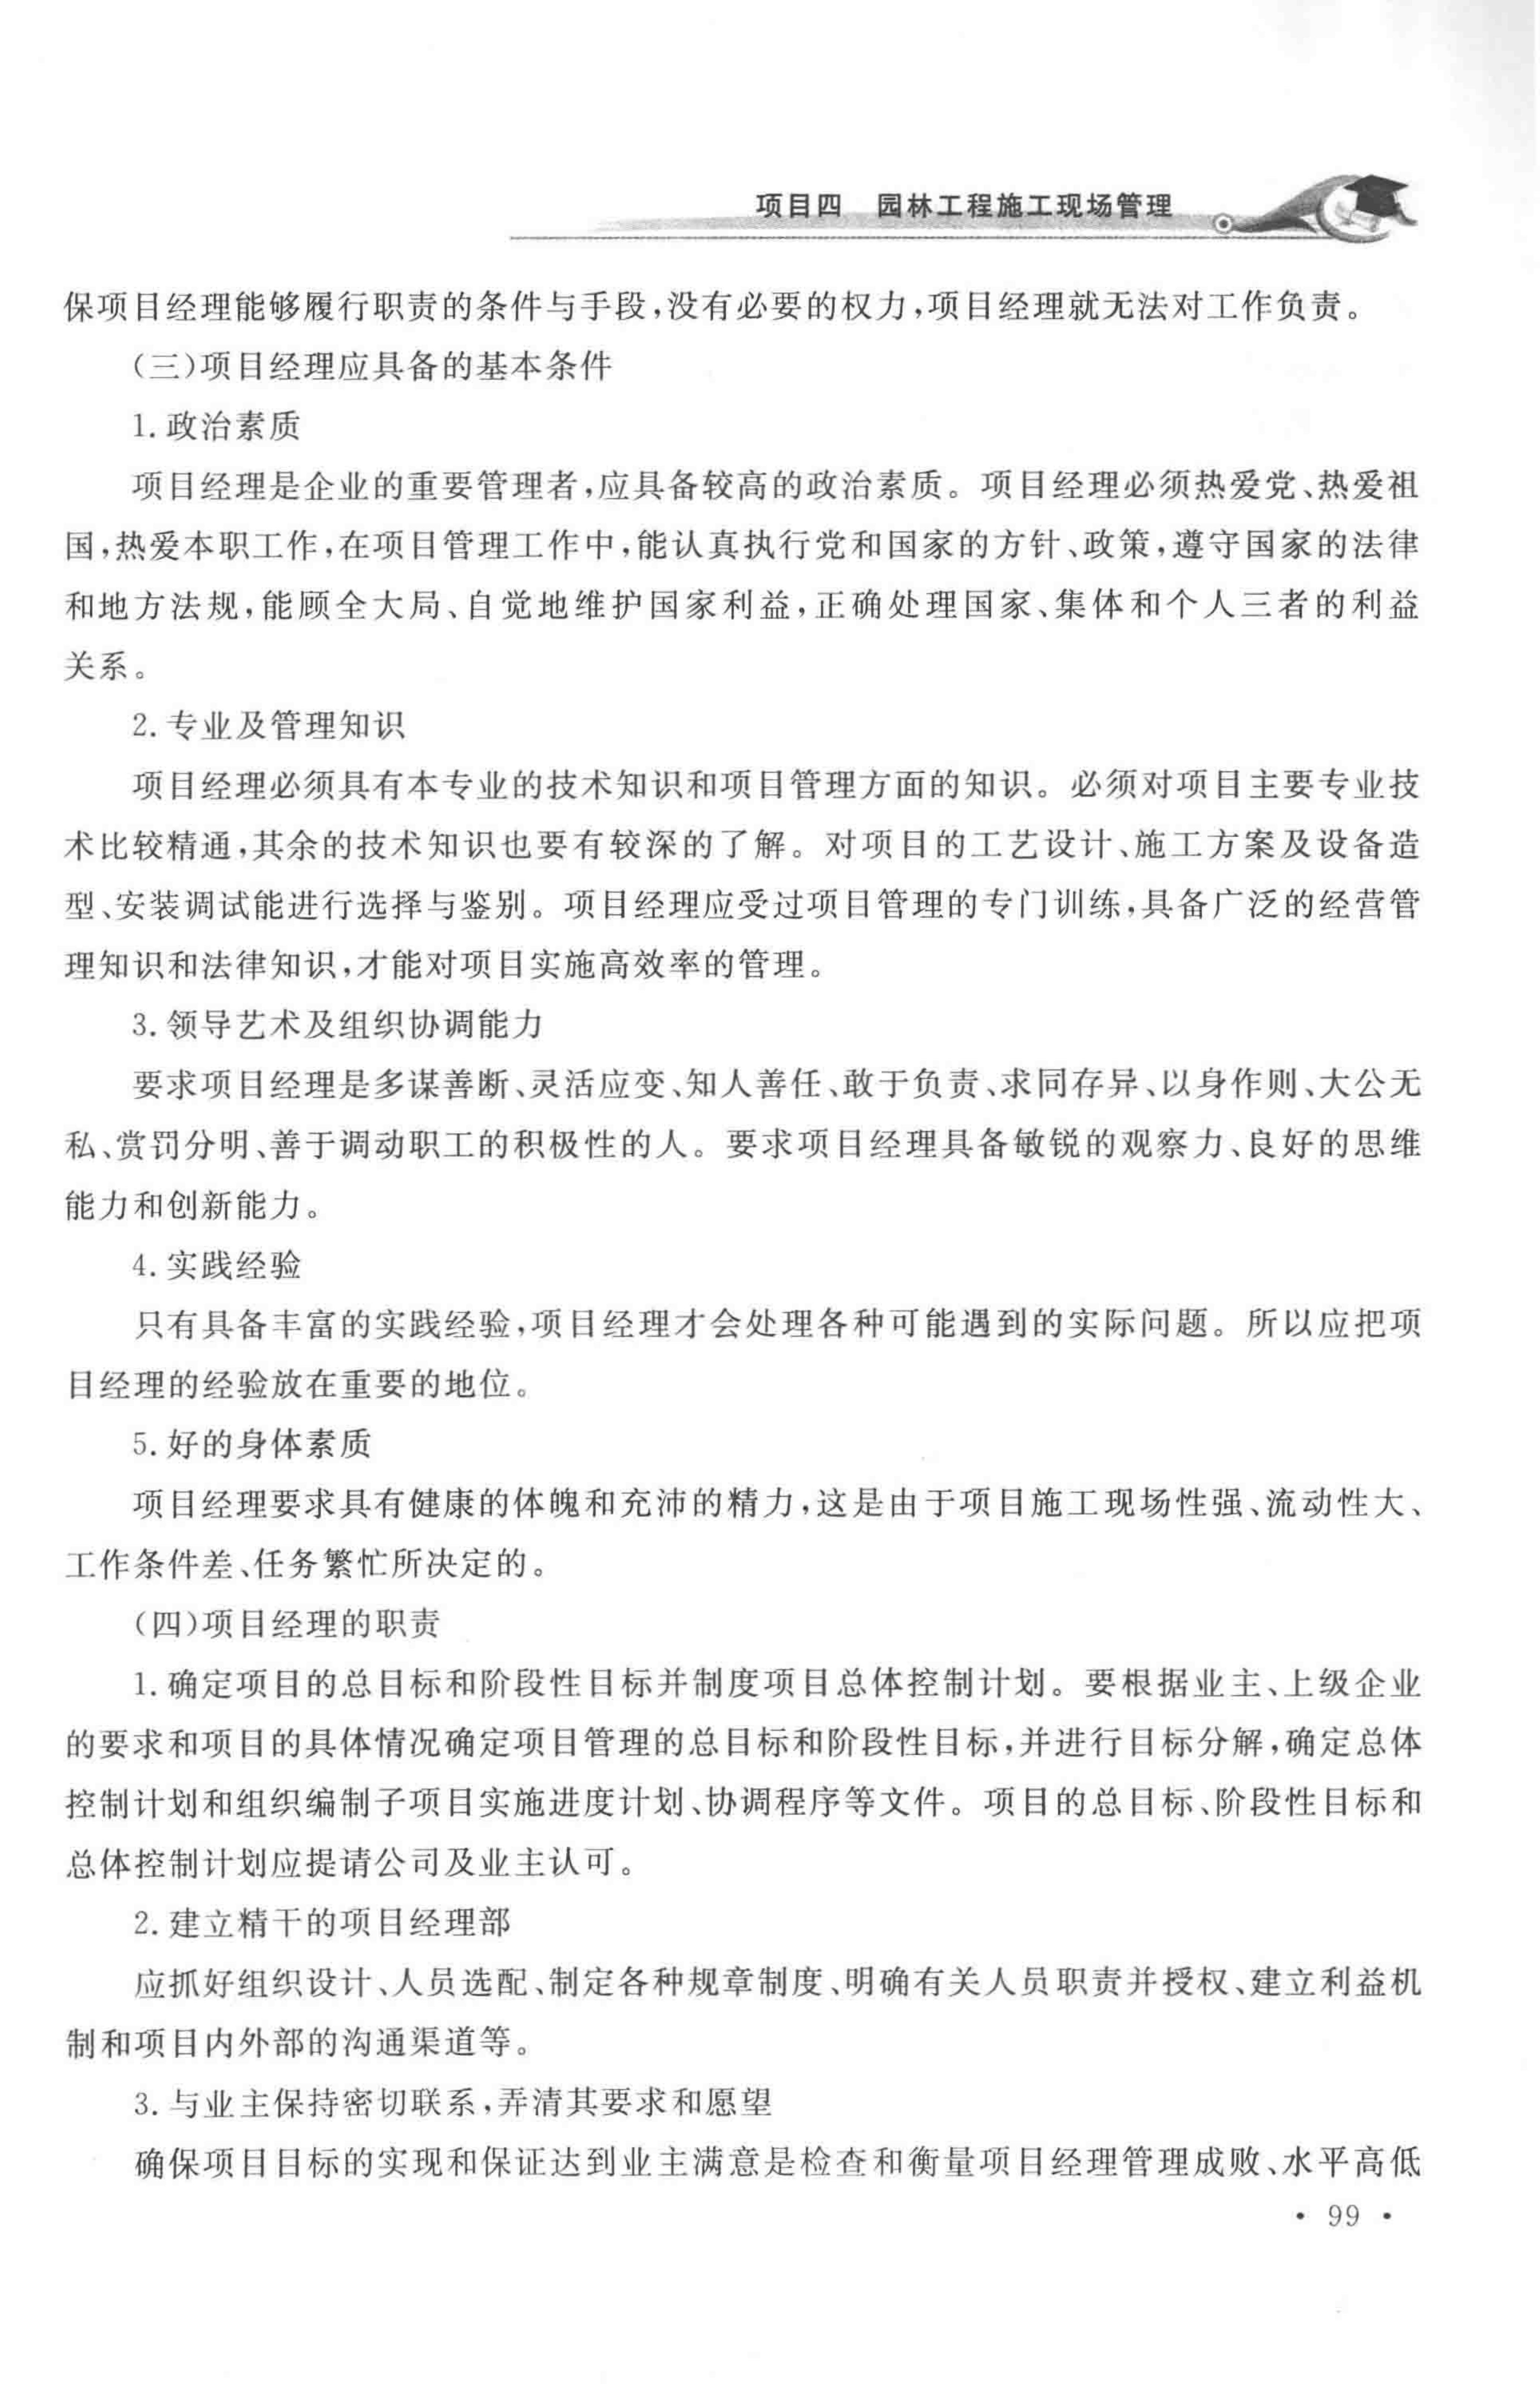 项目四　园林工程施工现场管理
保项目经理能够履行职责的条件与手段,没有必要的权力,项目经理就无法对工作负责。
(三)项目经理应具备的基本条件
1.政治素质
项目经理是企业的重要管理者,应具备较高的政治素质。项目经理必须热爱党、热爱祖
国,热爱本职工作,在项目管理工作中,能认真执行党和国家的方针、政策,遵守国家的法律
和地方法规,能顾全大局、自觉地维护国家利益,正确处理国家、集体和个人三者的利益
关系。
2.专业及管理知识
项目经理必须具有本专业的技术知识和项目管理方面的知识。必须对项目主要专业技
术比较精通,其余的技术知识也要有较深的了解。对项目的工艺设计、施工方案及设备造
型、安装调试能进行选择与鉴别。项目经理应受过项目管理的专门训练,具备广泛的经营管
理知识和法律知识,才能对项目实施高效率的管理。
3.领导艺术及组织协调能力
要求项目经理是多谋善断、灵活应变、知人善任、敢于负责、求同存异、以身作则、大公无
私、赏罚分明、善于调动职工的积极性的人。要求项目经理具备敏锐的观察力、良好的思维
能力和创新能力。
4.实践经验
只有具备丰富的实践经验,项目经理才会处理各种可能遇到的实际问题。所以应把项
目经理的经验放在重要的地位。
5.好的身体素质
项目经理要求具有健康的体魄和充沛的精力,这是由于项目施工现场性强、流动性大、
工作条件差、任务繁忙所决定的。
(四)项目经理的职责
1.确定项目的总目标和阶段性目标并制度项目总体控制计划。要根据业主、上级企业
的要求和项目的具体情况确定项目管理的总目标和阶段性目标,并进行目标分解,确定总体
控制计划和组织编制子项目实施进度计划、协调程序等文件。项目的总目标、阶段性目标和
总体控制计划应提请公司及业主认可。
2.建立精干的项目经理部
应抓好组织设计、人员选配、制定各种规章制度、明确有关人员职责并授权、建立利益机
制和项目内外部的沟通渠道等。
3.与业主保持密切联系,弄清其要求和愿望
确保项目目标的实现和保证达到业主满意是检查和衡量项目经理管理成败、水平高低
• 99 •